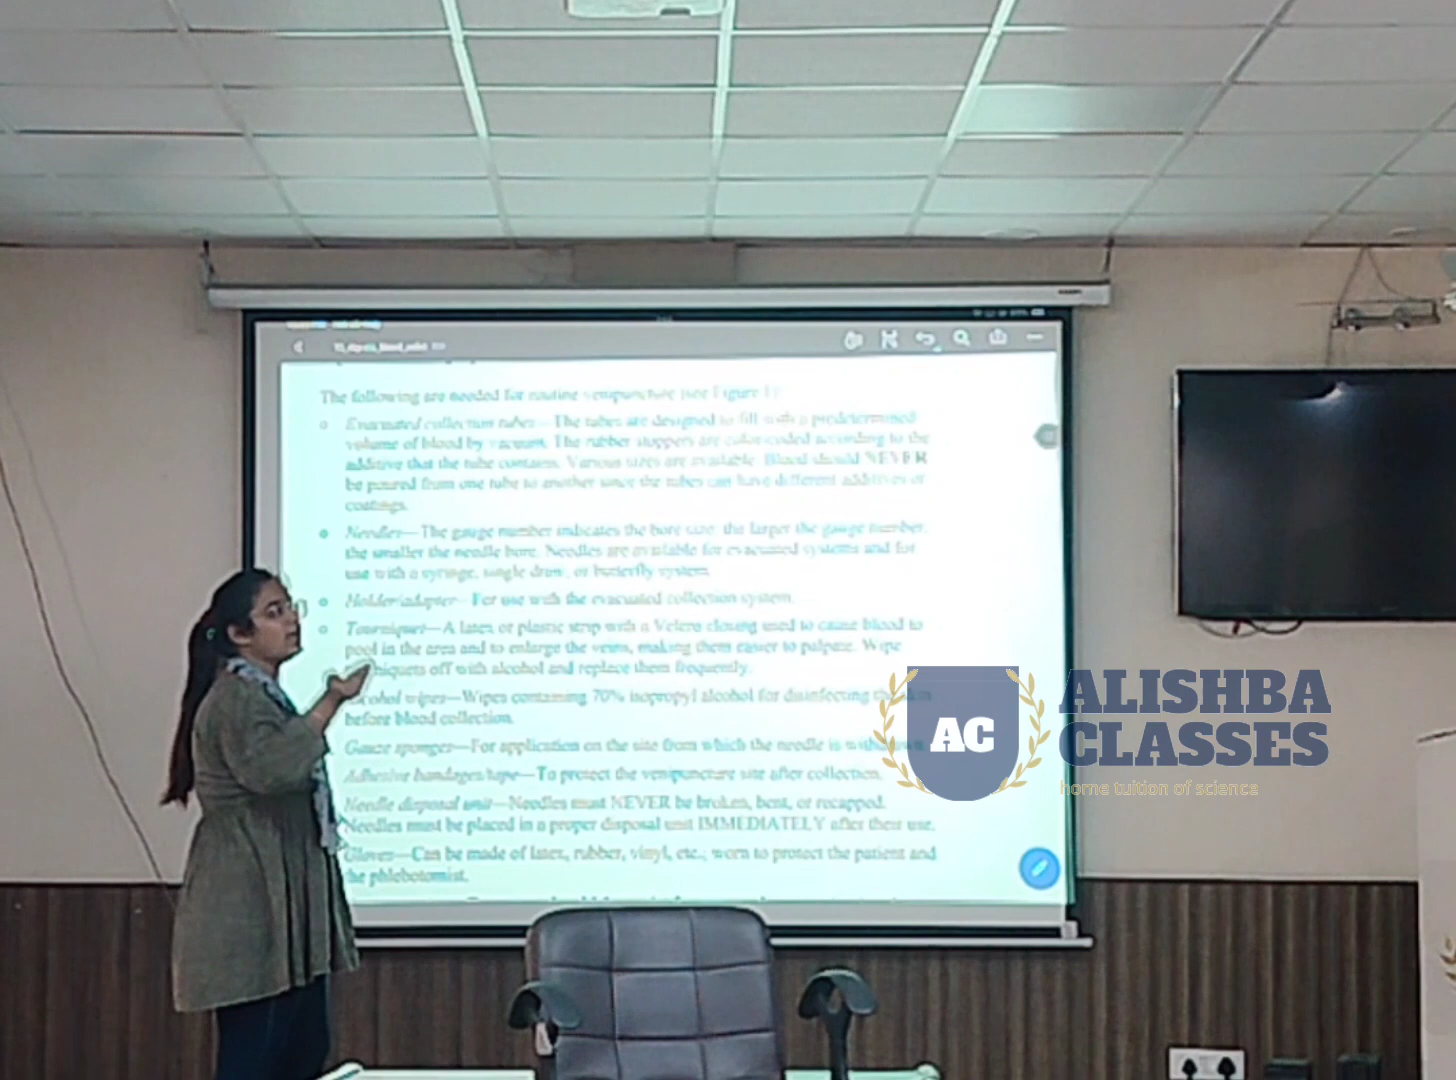 The following are needed for routine venipuncture (see Figure 1):
Evacuated collection tubes—The tubes are designed to fill with a predetermined
volume of blood by vacuum. The rubber stoppers are color-coded according to the
additive that the tube contains. Various sizes are available. Blood should NEVER
be poured from one tube to another since the tubes can have different additives or
coatings.
Needles—The gauge number indicates the bore size: the larger the gauge number,
the smaller the needle bore. Needles are available for evacuated systems and for
use with a syringe, single draw, or butterfly system.
Holder/adapter—For use with the evacuated collection system.
Tourniquet—A latex or plastic strip with a Velcro closing used to cause blood to
pool in the area and to enlarge the veins, making them easier to palpate. Wipe
off with alcohol and replace them frequently.
wipes—Wipes containing 70% isopropyl alcohol for disinfecting the
before blood collection.
Gauze sponges—For application on the site from which the needle is
Adhesive bandages/tape—To protect the venipuncture site after collection.
Needle disposal unit—Needles must NEVER be broken, bent, or recapped.
Needles must be placed in a proper disposal unit IMMEDIATELY after their use.
Gloves—Can be made of latex, rubber, vinyl, etc.; worn to protect the patient and
the phlebotomist.
AC
ALISHBA
CLASSES
home tuition of science